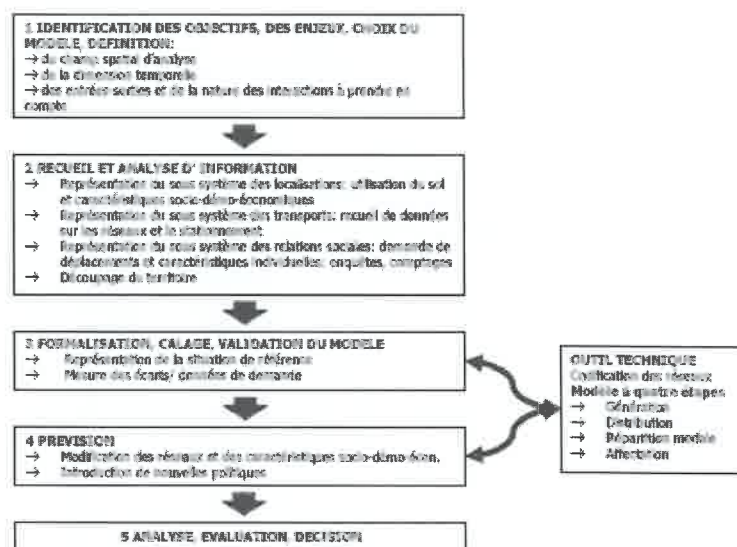 1 IDENTIFICATION DES OBJECTIFS, DES ENJEUX, CHOIX DU
MODELE, DEFINITION:
→ du champ spatial d'analyse
→ de la dimension temporelle
→ des entrées sorties et de la nature des interactions à prendre en
compte
2 RECUEIL ET ANALYSE D' INFORMATION
→ Représentation du sous système des localisations: utilisation du sol
et caractéristiques socio-démo-économiques
→ Représentation du sous système des transports: recueil de données
sur les réseaux et le stationnement
→ Représentation du sous système des relations sociales: demande de
déplacements et caractéristiques individuelles: enquêtes, comptages
→ Découpage du territoire
3 FORMALISATION, CALAGE, VALIDATION DU MODELE
→ Représentation de la situation de référence
→ Mesure des écarts/ données de demande
4 PREVISION
→ Modification des réseaux et des caractéristiques socio-démo-écon.
→ Introduction de nouvelles politiques
5 ANALYSE, EVALUATION, DECISION
OUTIL TECHNIQUE
Codification des réseaux
Modèle à quatre étapes
→ Génération
→ Distribution
→ Répartition modale
→ Affectation